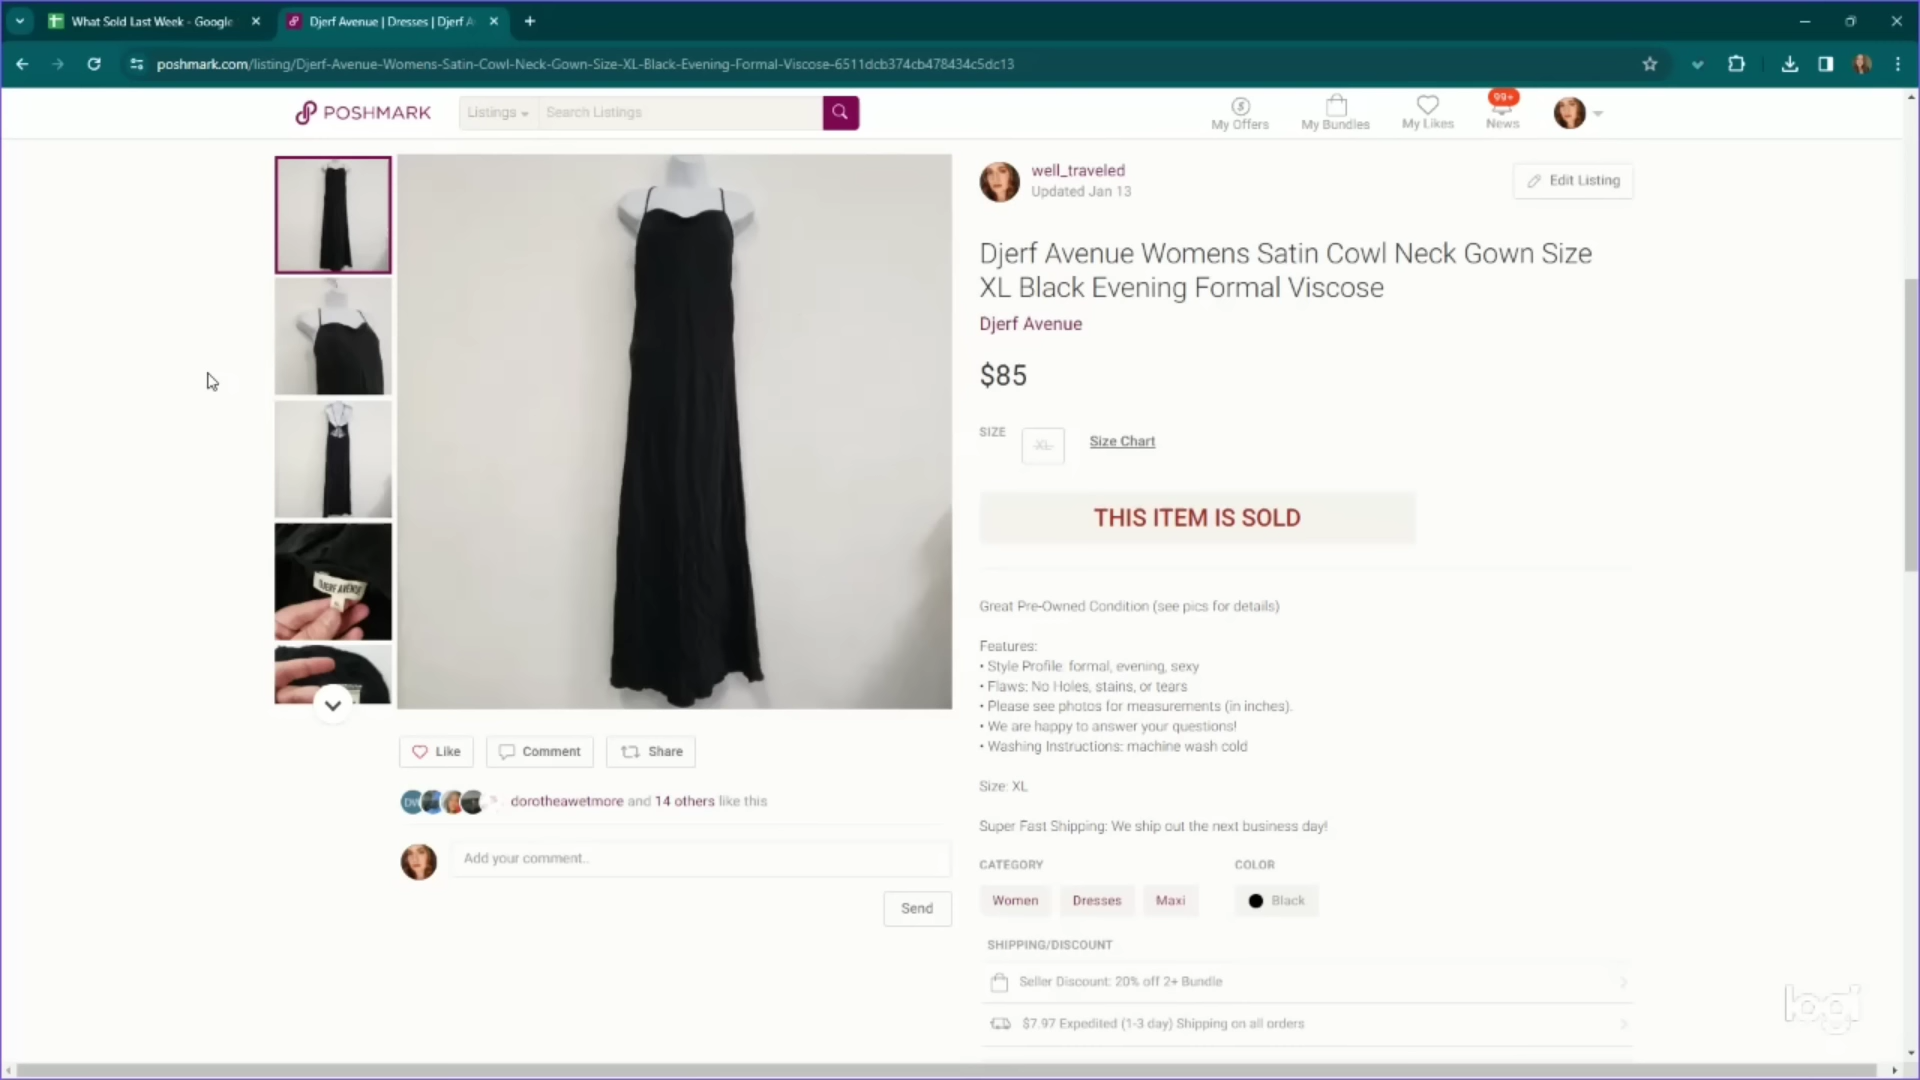 What Sold Last Week - Google
Djerf Avenue | Dresses | Djerf A
poshmark.com/listing/Djerf-Avenue-Womens-Satin-Cowl-Neck-Gown-Size-XL-Black-Evening-Formal-Viscose-6511dcb374cb478434c5dc13
POSHMARK
Listings
Search Listings
My Offers
My Bundles
My Likes
99+
News
well_traveled
Updated Jan 13
Edit Listing
Djerf Avenue Womens Satin Cowl Neck Gown Size
XL Black Evening Formal Viscose
Djerf Avenue
$85
SIZE
XL
Size Chart
THIS ITEM IS SOLD
DJERF AVENUE
Great Pre-Owned Condition (see pics for details)
Features:
• Style Profile: formal, evening, sexy
• Flaws: No Holes, stains, or tears
• Please see photos for measurements (in inches).
• We are happy to answer your questions!
• Washing Instructions: machine wash cold
Size: XL
Super Fast Shipping: We ship out the next business day!
Like
Comment
Share
DW
dorotheawetmore and 14 others like this
Add your comment..
Send
CATEGORY
COLOR
Women
Dresses
Maxi
Black
SHIPPING/DISCOUNT
Seller Discount: 20% off 2+ Bundle
$7.97 Expedited (1-3 day) Shipping on all orders
logi